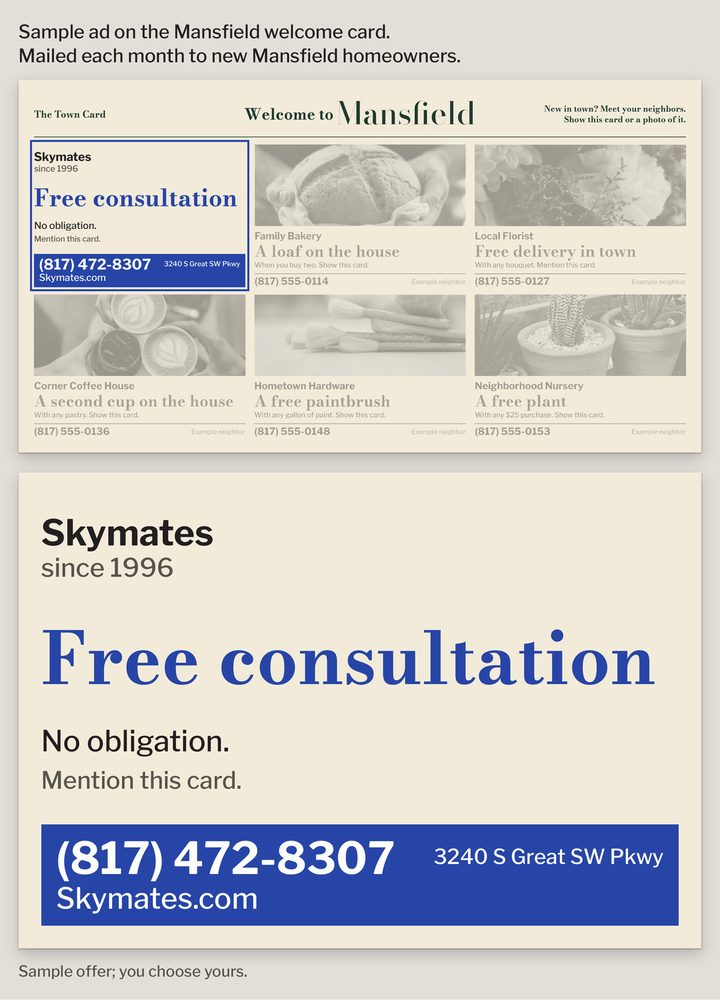 Sample ad on the Mansfield welcome card.
Mailed each month to new Mansfield homeowners.
The Town Card
Welcome to Mansfield
New in town? Meet your neighbors.
Show this card or a photo of it.
Skymates
since 1996
Free consultation
No obligation.
Mention this card.
(817) 472-8307
3240 S Great SW Pkwy
Skymates.com
Family Bakery
A loaf on the house
When you buy two. Show this card.
(817) 555-0114
Example neighbor
Local Florist
Free delivery in town
With any bouquet. Mention this card.
(817) 555-0127
Example neighbor
Corner Coffee House
A second cup on the house
With any pastry. Show this card.
(817) 555-0136
Example neighbor
Hometown Hardware
A free paintbrush
With any gallon of paint. Show this card.
(817) 555-0148
Example neighbor
Neighborhood Nursery
A free plant
With any $25 purchase. Show this card.
(817) 555-0153
Example neighbor
Skymates
since 1996
Free consultation
No obligation.
Mention this card.
(817) 472-8307
3240 S Great SW Pkwy
Skymates.com
Sample offer; you choose yours.